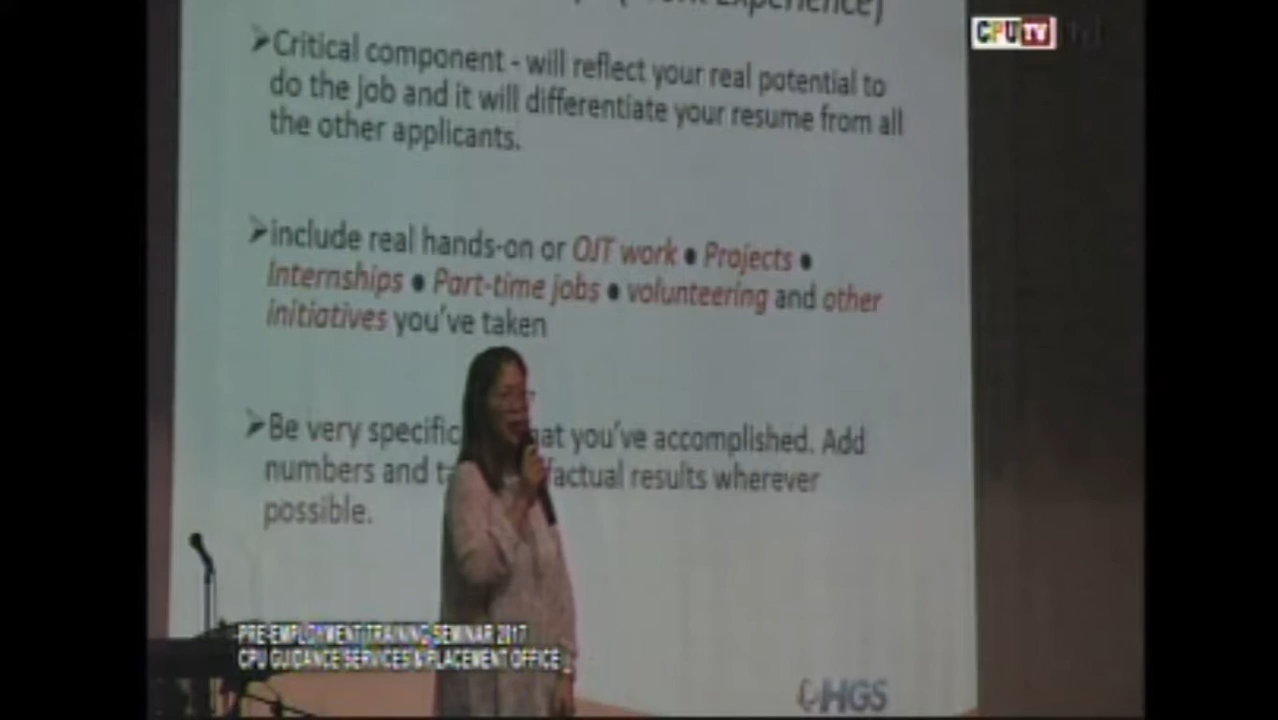 Experience)
CPUTV
➢Critical component - will reflect your real potential to
do the job and it will differentiate your resume from all
the other applicants.
➢include real hands-on or OJT work ● Projects ●
Internships ● Part-time jobs ● volunteering and other
initiatives you've taken
➢Be very specific you've accomplished. Add
numbers and factual results wherever
possible.
PRE-EMPLOYMENT TRAINING SEMINAR 2017
CPU GUIDANCE SERVICES & PLACEMENT OFFICE
HGS